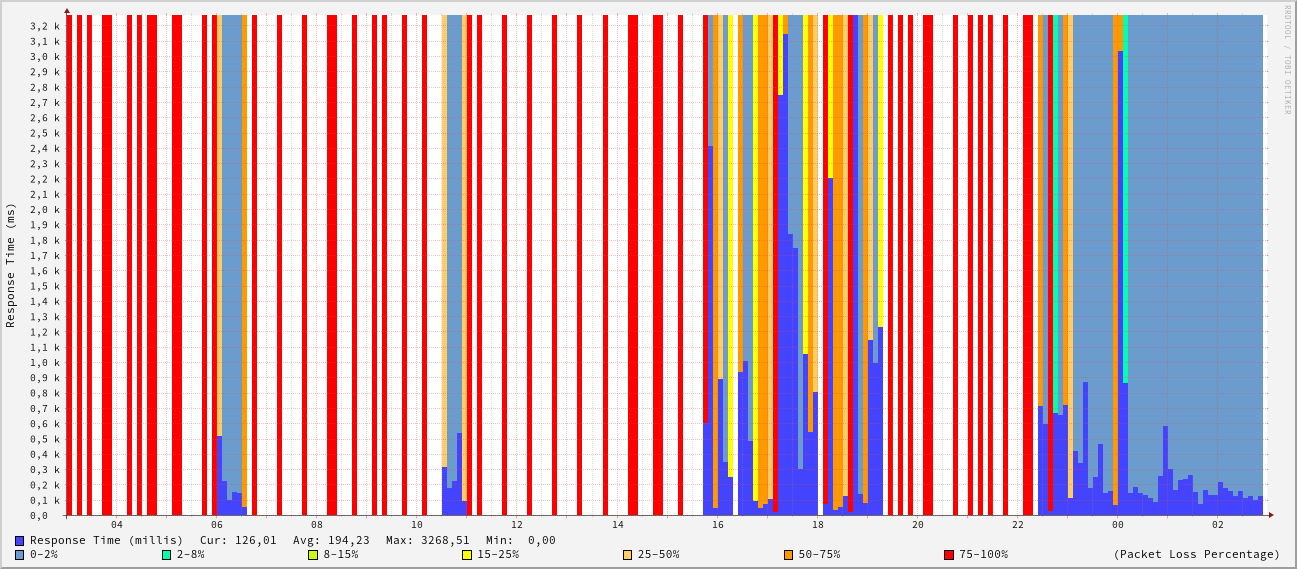 3,2 k
3,1 k
3,0 k
2,9 k
2,8 k
2,7 k
2,6 k
2,5 k
2,4 k
2,3 k
2,2 k
2,1 k
2,0 k
1,9 k
1,8 k
1,7 k
1,6 k
1,5 k
1,4 k
1,3 k
1,2 k
1,1 k
1,0 k
0,9 k
0,8 k
0,7 k
0,6 k
0,5 k
0,4 k
0,3 k
0,2 k
0,1 k
0,0
Response Time (ms)
RRDTOOL / TOBI OETIKER
04 06 08 10 12 14 16 18 20 22 00 02
Response Time (millis) Cur: 126,01 Avg: 194,23 Max: 3268,51 Min: 0,00
0-2% 2-8% 8-15% 15-25% 25-50% 50-75% 75-100% (Packet Loss Percentage)